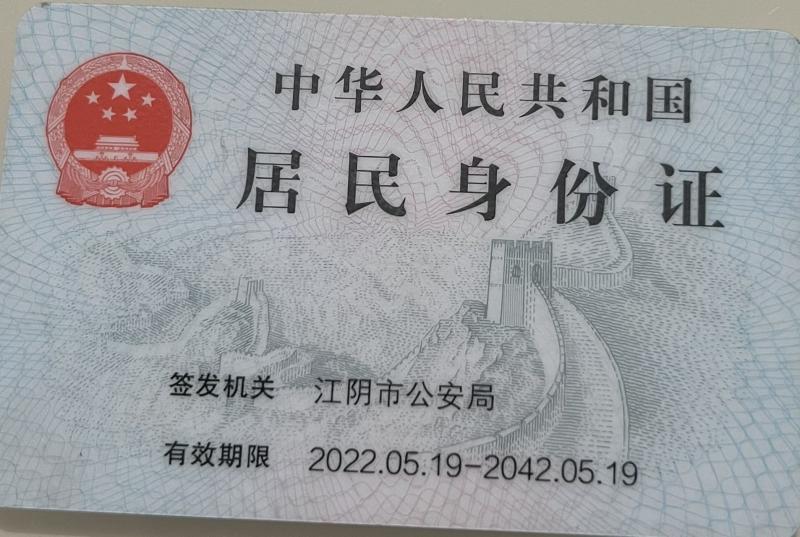 中华人民共和国
居民身份证
签发机关 江阴市公安局
有效期限 2022.05.19-2042.05.19